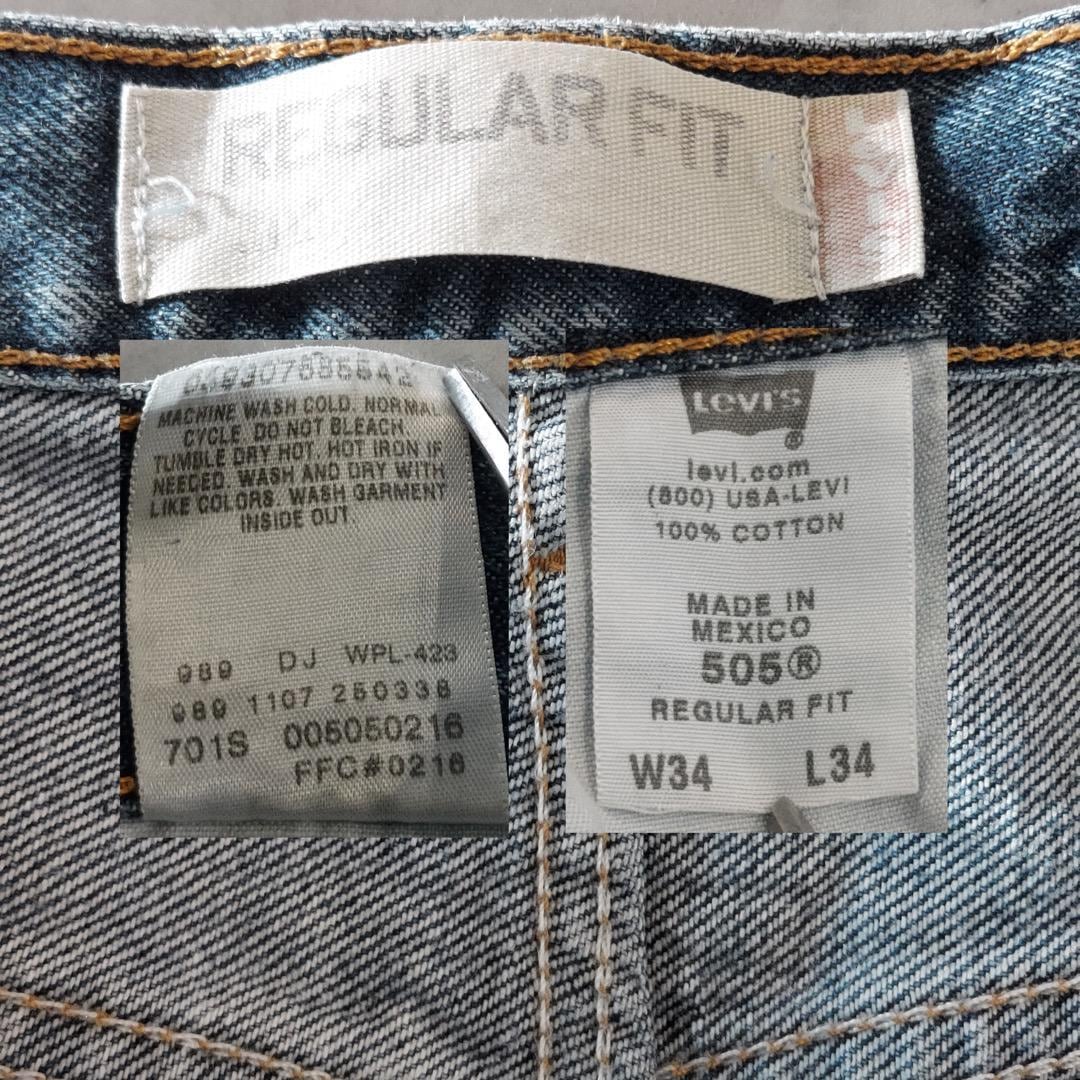 REGULAR FIT
MACHINE WASH COLD. NORMAL
CYCLE. DO NOT BLEACH.
TUMBLE DRY HOT. HOT IRON IF
NEEDED. WASH AND DRY WITH
LIKE COLORS. WASH GARMENT
INSIDE OUT.
989 DJ WPL-423
989 1107 250338
701S 005050216
FFC#0216
LEVI'S
®
levi.com
(800) USA-LEVI
100% COTTON
MADE IN
MEXICO
505®
REGULAR FIT
W34 L34